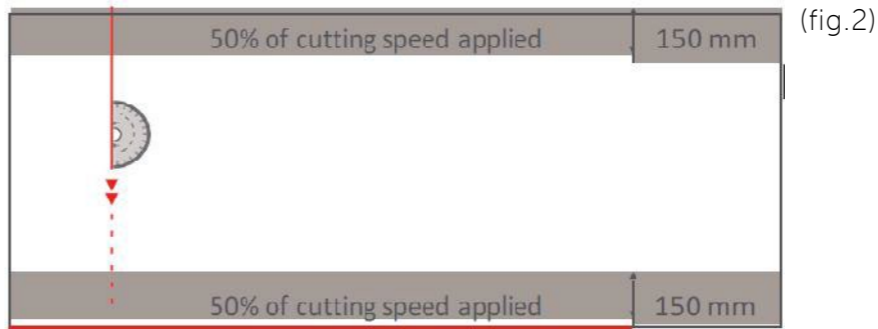 50% of cutting speed applied 150 mm (fig.2)
50% of cutting speed applied 150 mm